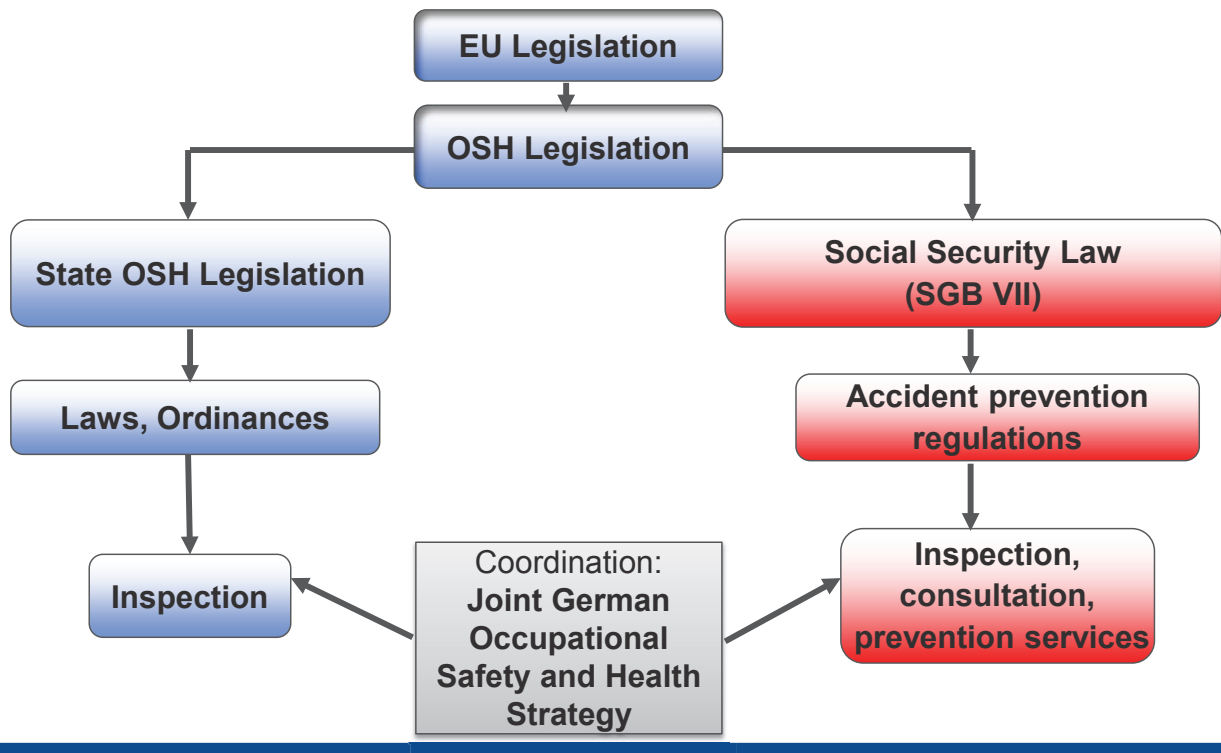 EU Legislation
OSH Legislation
State OSH Legislation
Social Security Law
(SGB VII)
Laws, Ordinances
Accident prevention
regulations
Inspection
Coordination:
Joint German
Occupational
Safety and Health
Strategy
Inspection,
consultation,
prevention services